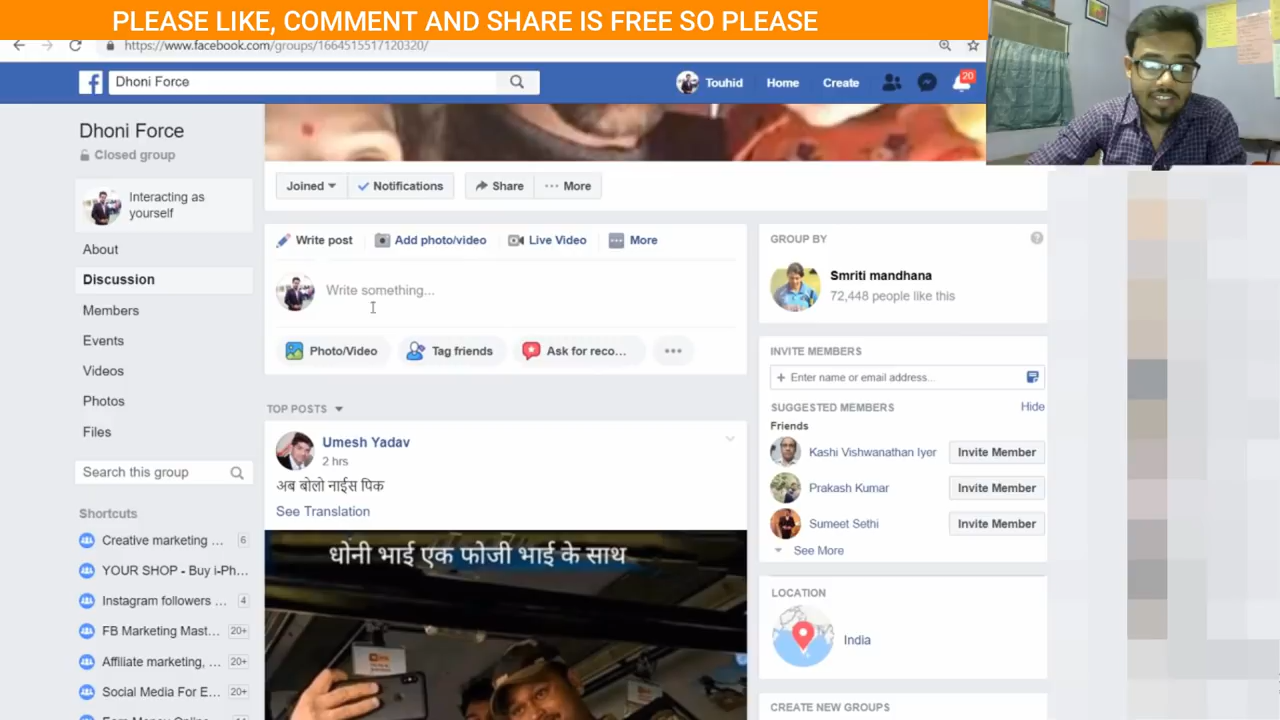 PLEASE LIKE, COMMENT AND SHARE IS FREE SO PLEASE
https://www.facebook.com/groups/1664515517120320/
Dhoni Force
Touhid
Home
Create
20
Dhoni Force
Closed group
Interacting as
yourself
About
Discussion
Members
Events
Videos
Photos
Files
Search this group
Shortcuts
Creative marketing ... 6
YOUR SHOP - Buy i-Ph...
Instagram followers ... 4
FB Marketing Mast... 20+
Affiliate marketing, ... 20+
Social Media For E... 20+
Joined
Notifications
Share
More
Write post
Add photo/video
Live Video
More
Write something...
Photo/Video
Tag friends
Ask for reco...
TOP POSTS
Umesh Yadav
2 hrs
अब बोलो नाईस पिक
See Translation
धोनी भाई एक फोजी भाई के साथ
GROUP BY
Smriti mandhana
72,448 people like this
INVITE MEMBERS
+ Enter name or email address...
SUGGESTED MEMBERS
Hide
Friends
Kashi Vishwanathan Iyer
Invite Member
Prakash Kumar
Invite Member
Sumeet Sethi
Invite Member
See More
LOCATION
India
CREATE NEW GROUPS